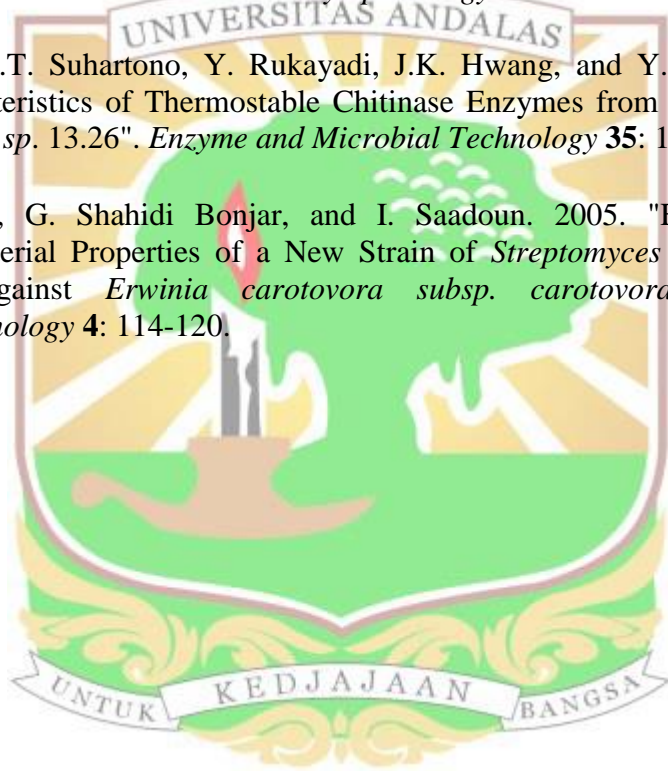 UNIVERSITAS ANDALAS
.T. Suhartono, Y. Rukayadi, J.K. Hwang, and Y.
teristics of Thermostable Chitinase Enzymes from
sp. 13.26". Enzyme and Microbial Technology 35: 1
, G. Shahidi Bonjar, and I. Saadoun. 2005. "
erial Properties of a New Strain of Streptomyces
gainst Erwinia carotovora subsp. carotovora
nology 4: 114-120.
UNTUK KEDJAJAAN BANGSA